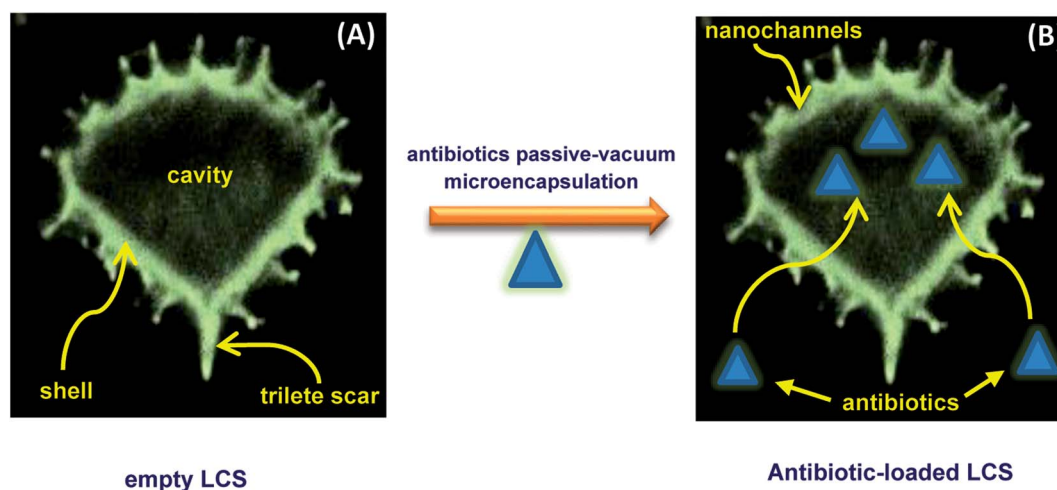 (A)
cavity
shell
trilete scar
empty LCS
antibiotics passive-vacuum
microencapsulation
nanochannels
(B)
antibiotics
Antibiotic-loaded LCS